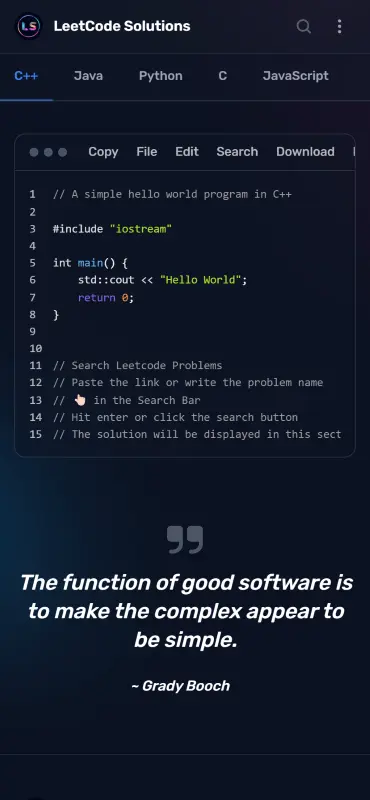 LS LeetCode Solutions
C++ Java Python C JavaScript
Copy File Edit Search Download
1 // A simple hello world program in C++
2
3 #include "iostream"
4
5 int main() {
6 std::cout << "Hello World";
7 return 0;
8 }
9
10
11 // Search Leetcode Problems
12 // Paste the link or write the problem name
13 // 👆🏻 in the Search Bar
14 // Hit enter or click the search button
15 // The solution will be displayed in this sect
The function of good software is
to make the complex appear to
be simple.
~ Grady Booch